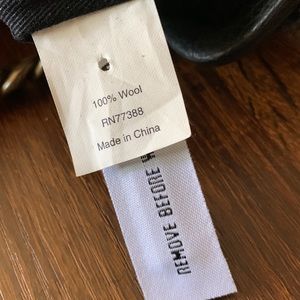 100% Wool
RN77388
Made in China
REMOVE BEFORE